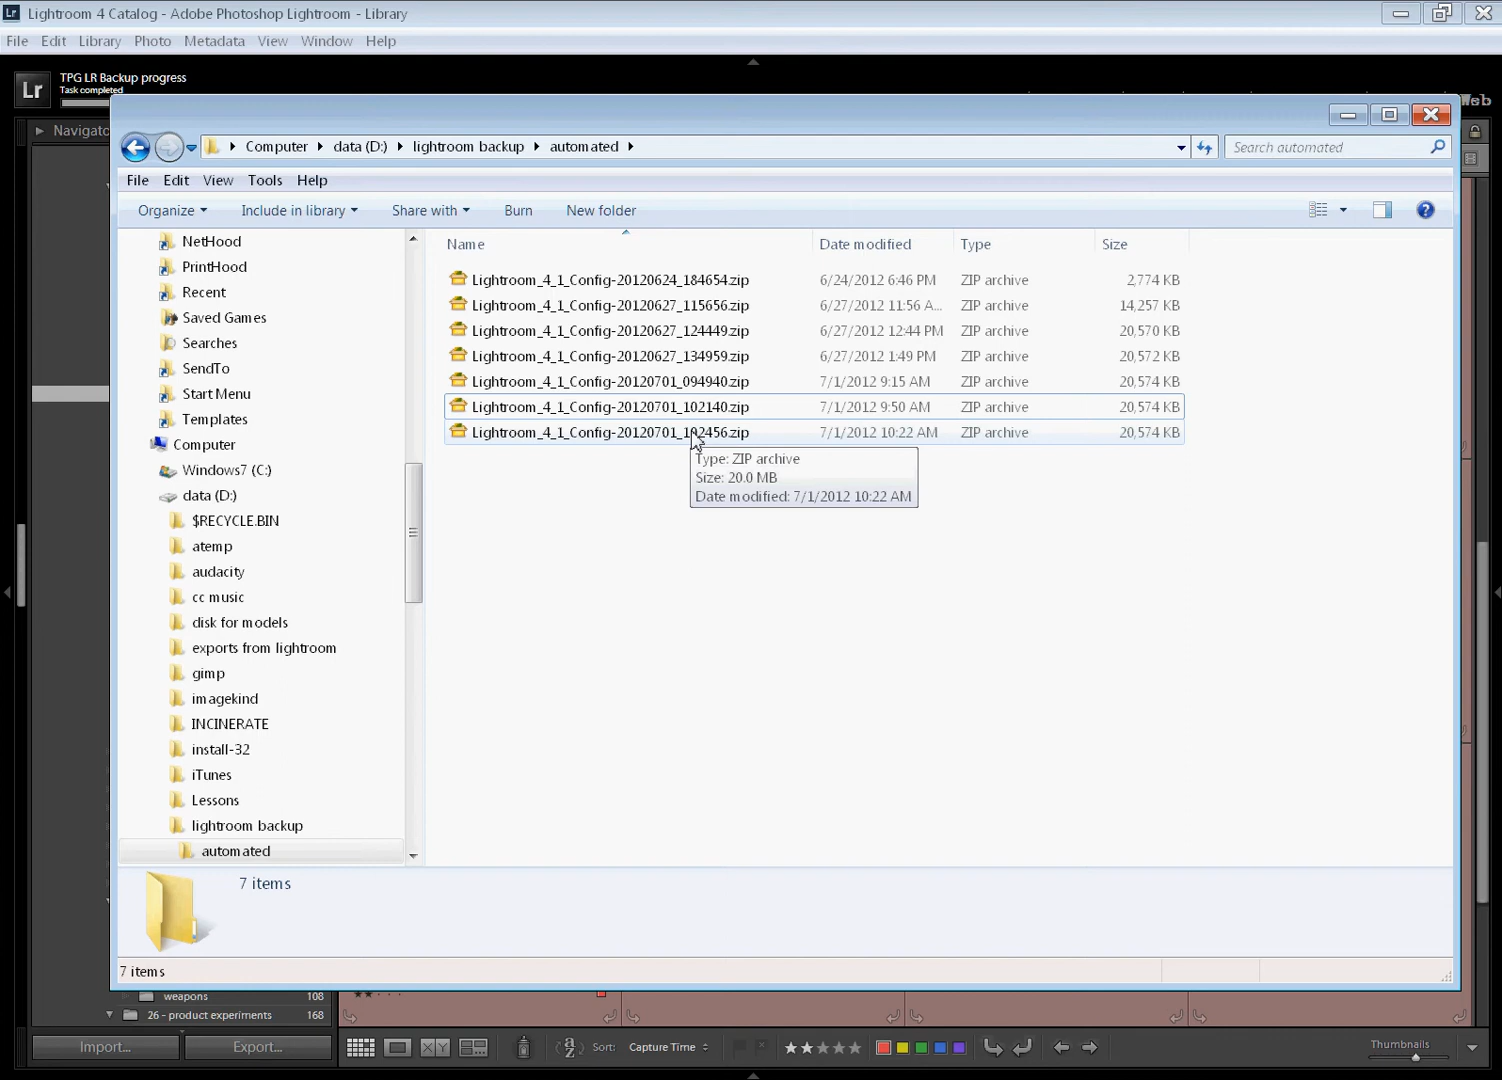 Lr Lightroom 4 Catalog - Adobe Photoshop Lightroom - Library
File Edit Library Photo Metadata View Window Help
Lr
TPG LR Backup progress
Task completed
Navigato
Computer data (D:) lightroom backup automated Search automated
File Edit View Tools Help
Organize Include in library Share with Burn New folder
Name Date modified Type Size
NetHood
PrintHood
Recent
Saved Games
Searches
SendTo
Start Menu
Templates
Computer
Windows7 (C:)
data (D:)
$RECYCLE.BIN
atemp
audacity
cc music
disk for models
exports from lightroom
gimp
imagekind
INCINERATE
install-32
iTunes
Lessons
lightroom backup
automated
Lightroom_4_1_Config-20120624_184654.zip 6/24/2012 6:46 PM ZIP archive 2,774 KB
Lightroom_4_1_Config-20120627_115656.zip 6/27/2012 11:56 A... ZIP archive 14,257 KB
Lightroom_4_1_Config-20120627_124449.zip 6/27/2012 12:44 PM ZIP archive 20,570 KB
Lightroom_4_1_Config-20120627_134959.zip 6/27/2012 1:49 PM ZIP archive 20,572 KB
Lightroom_4_1_Config-20120701_094940.zip 7/1/2012 9:15 AM ZIP archive 20,574 KB
Lightroom_4_1_Config-20120701_102140.zip 7/1/2012 9:50 AM ZIP archive 20,574 KB
Lightroom_4_1_Config-20120701_102456.zip 7/1/2012 10:22 AM ZIP archive 20,574 KB
Type: ZIP archive
Size: 20.0 MB
Date modified: 7/1/2012 10:22 AM
7 items
7 items
weapons 108
26 - product experiments 168
Import... Export... XY Sort: Capture Time Thumbnails